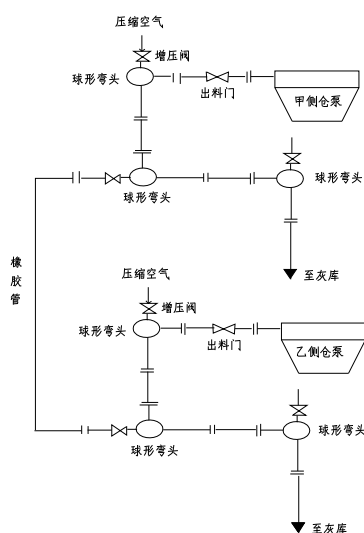 压缩空气
增压阀
球形弯头
出料门
甲侧仓泵
球形弯头
球形弯头
至灰库
橡胶管
压缩空气
增压阀
球形弯头
出料门
乙侧仓泵
球形弯头
球形弯头
至灰库